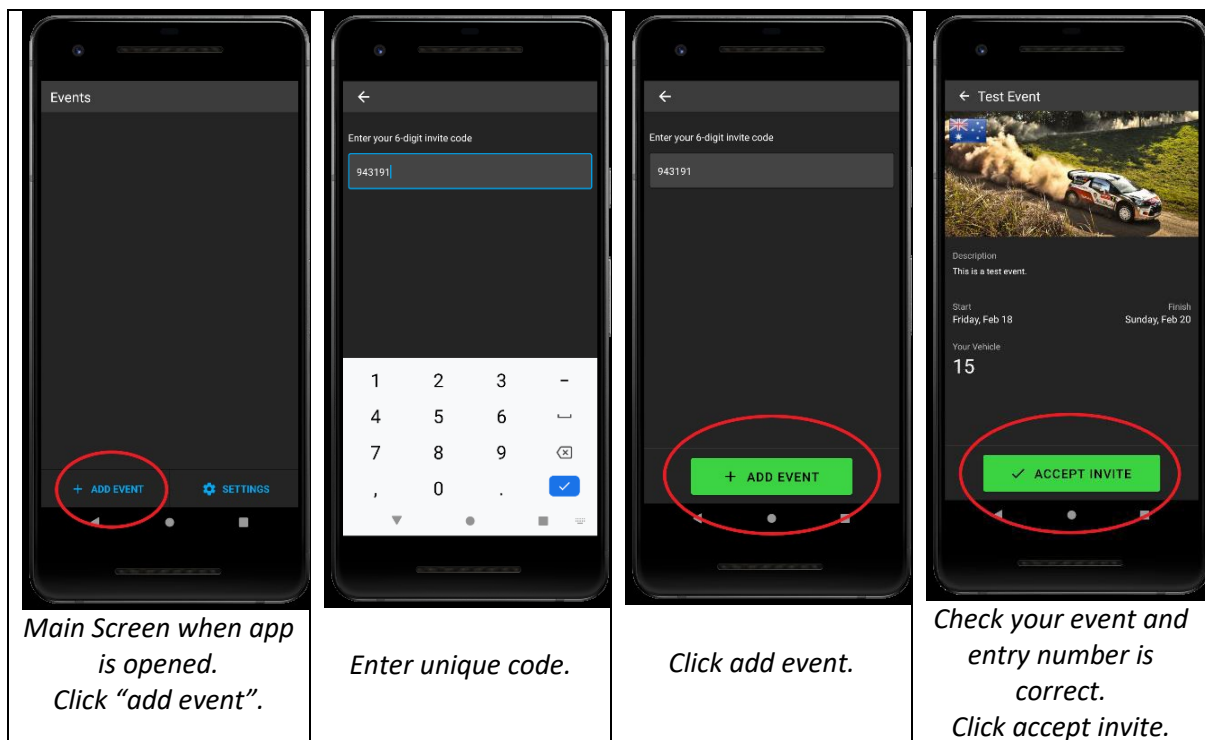 Events
+ ADD EVENT
SETTINGS
Main Screen when app
is opened.
Click “add event”.
←
Enter your 6-digit invite code
943191
1 2 3 -
4 5 6
7 8 9
, 0 .
Enter unique code.
←
Enter your 6-digit invite code
943191
+ ADD EVENT
Click add event.
← Test Event
Description
This is a test event.
Start Finish
Friday, Feb 18 Sunday, Feb 20
Your Vehicle
15
✓ ACCEPT INVITE
Check your event and
entry number is
correct.
Click accept invite.